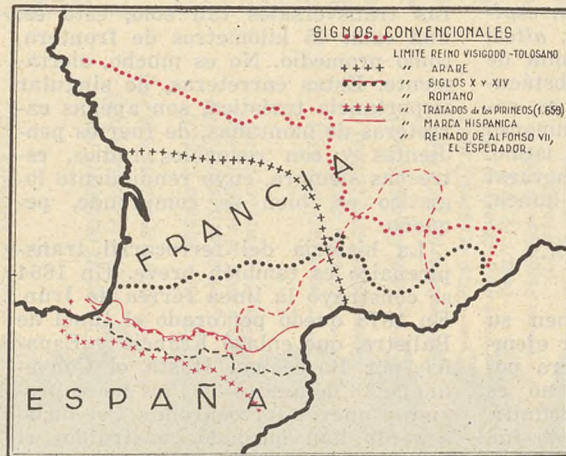 SIGNOS CONVENCIONALES
LIMITE REINO VISIGODO-TOLOSANO
ARABE
SIGLOS X y XIV
ROMANO
TRATADOS de los PIRINEOS (1.659)
MARCA HISPANICA
REINADO DE ALFONSO VII,
EL ESPERADOR.
FRANCIA
ESPAÑA